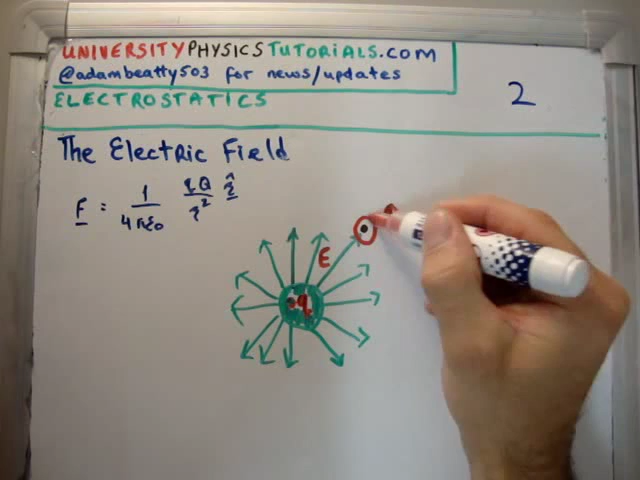 UNIVERSITYPHYSICSTUTORIALS.COM
@adambeatty503 for news/updates
ELECTROSTATICS
2
The Electric Field
F = 1/4πε₀ qQ/r² r̂
E
q